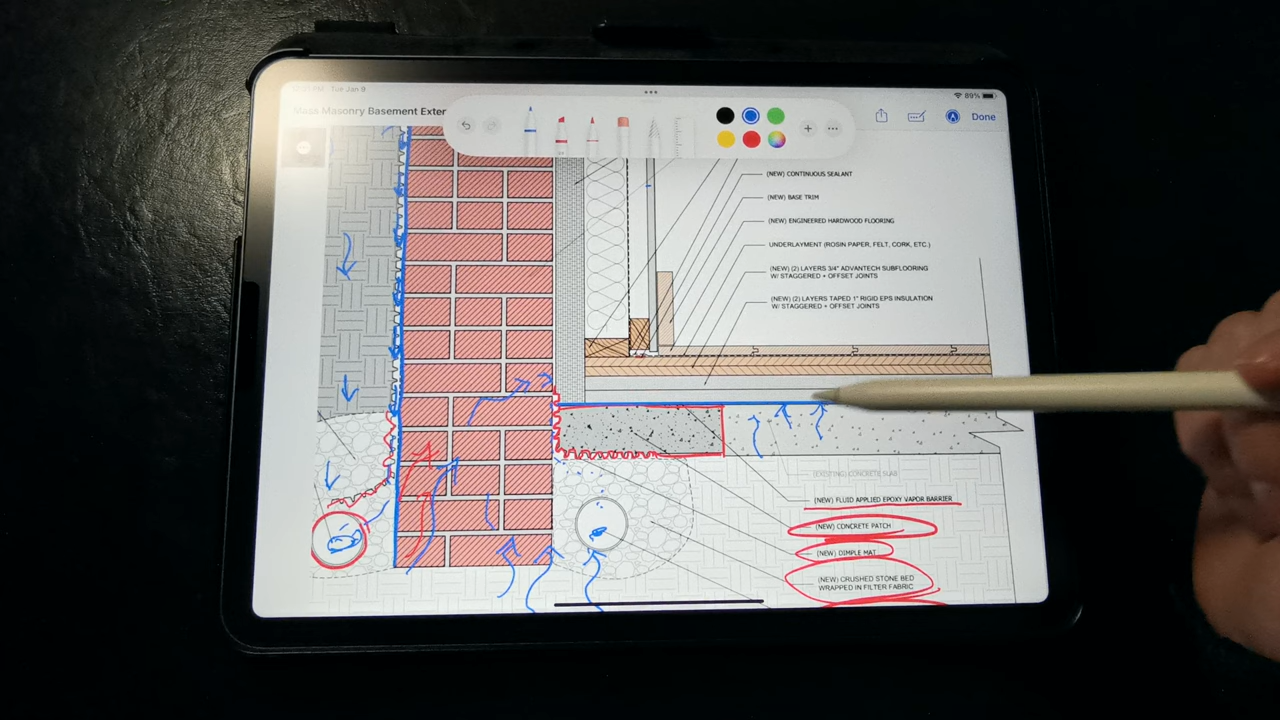 Tue Jan 9
89%
Mass Masonry Basement Exter
Done
(NEW) CONTINUOUS SEALANT
(NEW) BASE TRIM
(NEW) ENGINEERED HARDWOOD FLOORING
UNDERLAYMENT (ROSIN PAPER, FELT, CORK, ETC.)
(NEW) (2) LAYERS 3/4" ADVANTECH SUBFLOORING
W/ STAGGERED + OFFSET JOINTS
(NEW) (2) LAYERS TAPED 1" RIGID EPS INSULATION
W/ STAGGERED + OFFSET JOINTS
(EXISTING) CONCRETE SLAB
(NEW) FLUID APPLIED EPOXY VAPOR BARRIER
(NEW) CONCRETE PATCH
(NEW) DIMPLE MAT
(NEW) CRUSHED STONE BED
WRAPPED IN FILTER FABRIC